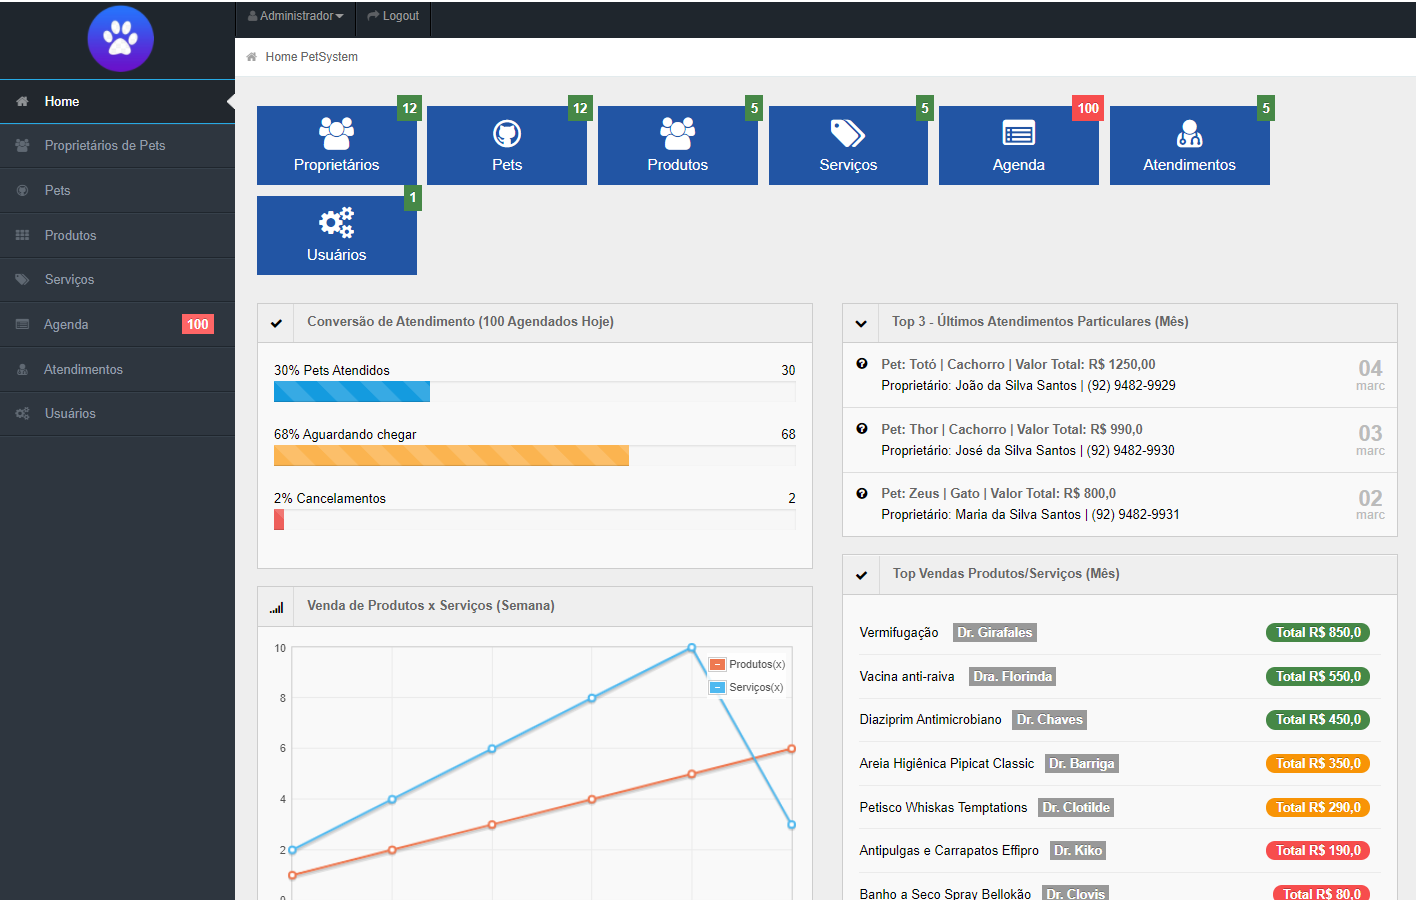 Administrador
Logout
Home PetSystem
Home
Proprietários de Pets
Pets
Produtos
Serviços
Agenda 100
Atendimentos
Usuários
12
Proprietários
12
Pets
5
Produtos
5
Serviços
100
Agenda
5
Atendimentos
1
Usuários
Conversão de Atendimento (100 Agendados Hoje)
30% Pets Atendidos 30
68% Aguardando chegar 68
2% Cancelamentos 2
Venda de Produtos x Serviços (Semana)
10
8
6
4
2
0
Produtos(x)
Serviços(x)
Top 3 - Últimos Atendimentos Particulares (Mês)
Pet: Totó | Cachorro | Valor Total: R$ 1250,00
Proprietário: João da Silva Santos | (92) 9482-9929
04
marc
Pet: Thor | Cachorro | Valor Total: R$ 990,0
Proprietário: José da Silva Santos | (92) 9482-9930
03
marc
Pet: Zeus | Gato | Valor Total: R$ 800,0
Proprietário: Maria da Silva Santos | (92) 9482-9931
02
marc
Top Vendas Produtos/Serviços (Mês)
Vermifugação Dr. Girafales Total R$ 850,0
Vacina anti-raiva Dra. Florinda Total R$ 550,0
Diaziprim Antimicrobiano Dr. Chaves Total R$ 450,0
Areia Higiênica Pipicat Classic Dr. Barriga Total R$ 350,0
Petisco Whiskas Temptations Dr. Clotilde Total R$ 290,0
Antipulgas e Carrapatos Effipro Dr. Kiko Total R$ 190,0
Banho a Seco Spray Bellokão Dr. Clovis Total R$ 80,0